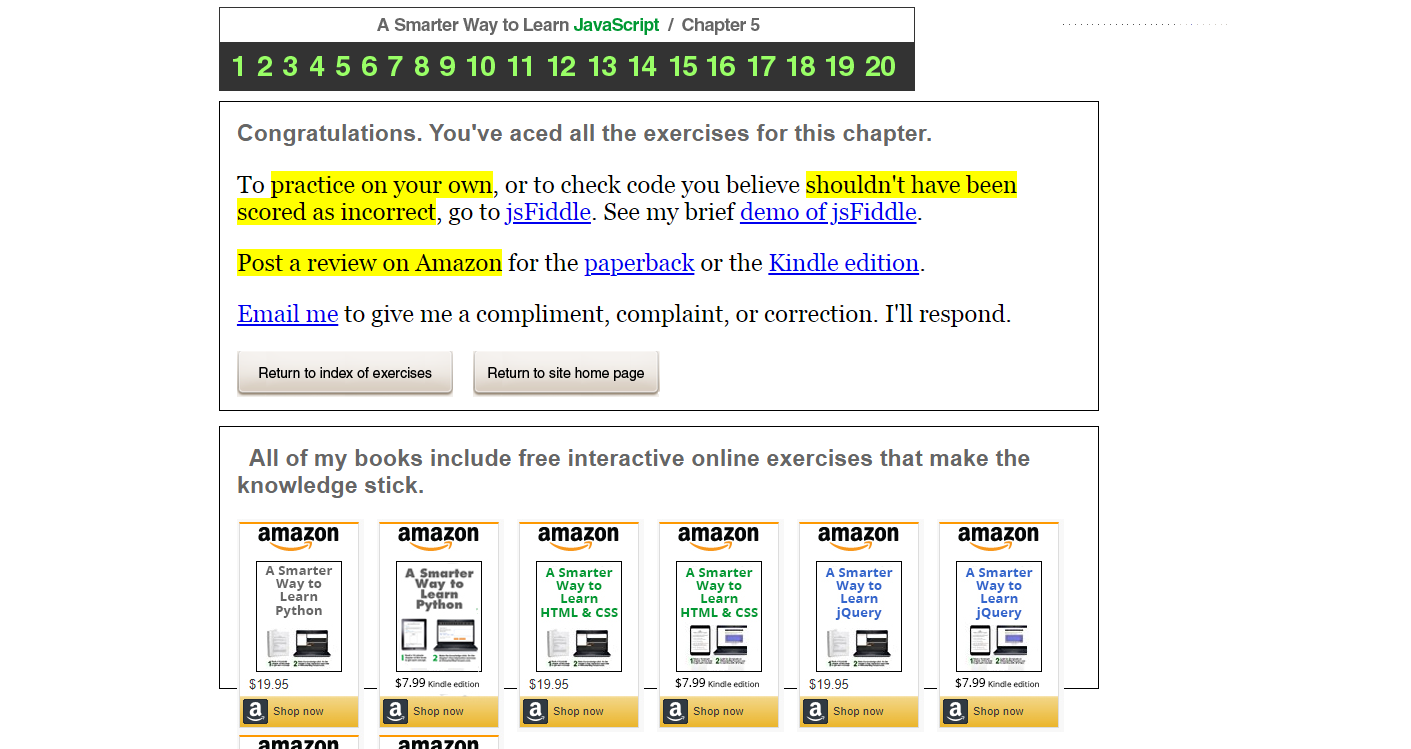 A Smarter Way to Learn JavaScript / Chapter 5
1 2 3 4 5 6 7 8 9 10 11 12 13 14 15 16 17 18 19 20
Congratulations. You've aced all the exercises for this chapter.
To practice on your own, or to check code you believe shouldn't have been
scored as incorrect, go to jsFiddle. See my brief demo of jsFiddle.
Post a review on Amazon for the paperback or the Kindle edition.
Email me to give me a compliment, complaint, or correction. I'll respond.
Return to index of exercises
Return to site home page
All of my books include free interactive online exercises that make the
knowledge stick.
amazon
A Smarter
Way to
Learn
Python
$19.95
Shop now
amazon
A Smarter
Way to
Learn
Python
$7.99 Kindle edition
Shop now
amazon
A Smarter
Way to
Learn
HTML & CSS
$19.95
Shop now
amazon
A Smarter
Way to
Learn
HTML & CSS
$7.99 Kindle edition
Shop now
amazon
A Smarter
Way to
Learn
jQuery
$19.95
Shop now
amazon
A Smarter
Way to
Learn
jQuery
$7.99 Kindle edition
Shop now
amazon
amazon